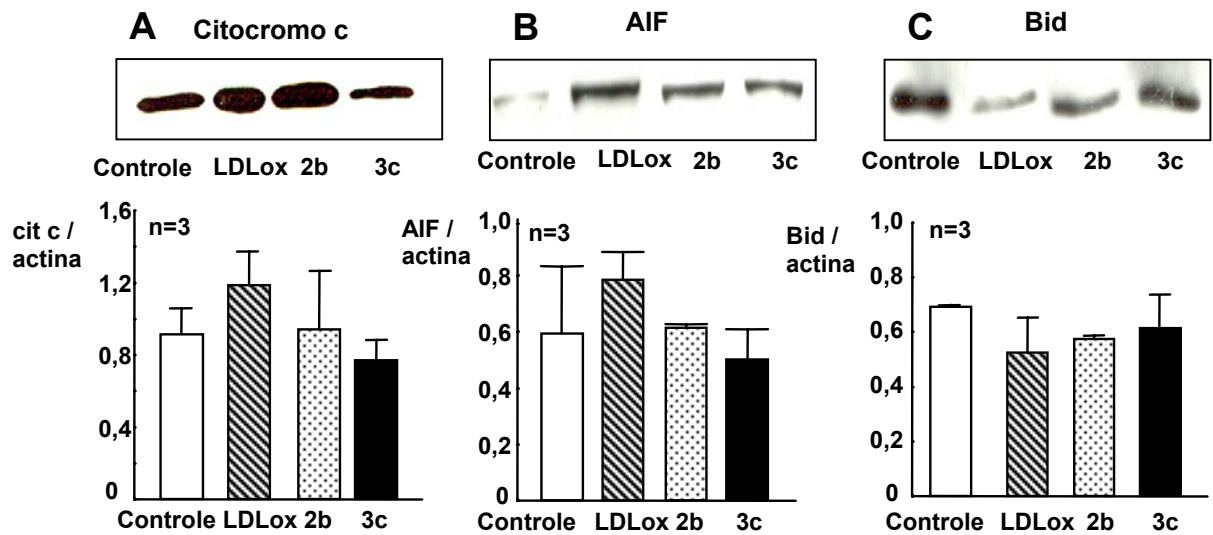 A Citocromo c
Controle LDLox 2b 3c
cit c /
actina
n=3
1,6
1,2
0,8
0,4
0
Controle LDLox 2b 3c
B AIF
Controle LDLox 2b 3c
AIF /
actina
n=3
1,0
0,8
0,6
0,4
0,2
0
Controle LDLox 2b 3c
C Bid
Controle LDLox 2b 3c
Bid /
actina
n=3
1,0
0,8
0,6
0,4
0,2
0
Controle LDLox 2b 3c